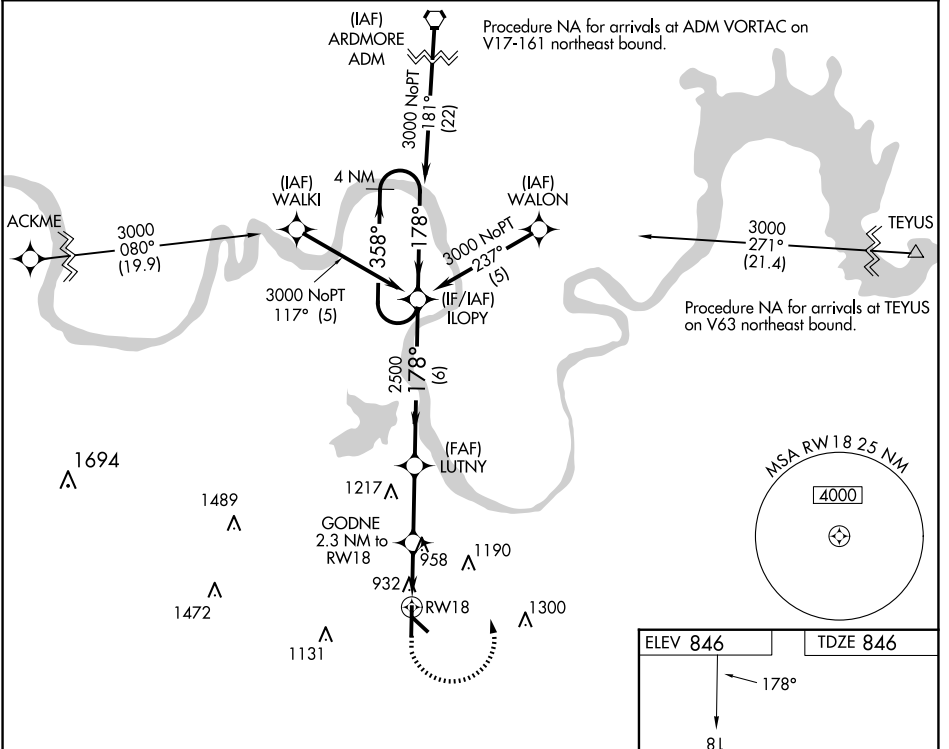 (IAF)
ARDMORE
ADM
Procedure NA for arrivals at ADM VORTAC on
V17-161 northeast bound.
3000 NoPT
181°
(22)
4 NM
(IAF)
WALKI
(IAF)
WALON
ACKME
3000
080°
(19.9)
358°
178°
3000 NoPT
237°
(5)
3000
271°
(21.4)
TEYUS
3000 NoPT
117° (5)
(IF/IAF)
ILOPY
Procedure NA for arrivals at TEYUS
on V63 northeast bound.
2500
178°
(6)
(FAF)
LUTNY
1694
1489
1217
GODNE
2.3 NM to
RW18
958
1190
932
RW18
1472
1300
1131
MSA RW18 25 NM
4000
ELEV 846
TDZE 846
178°
8L